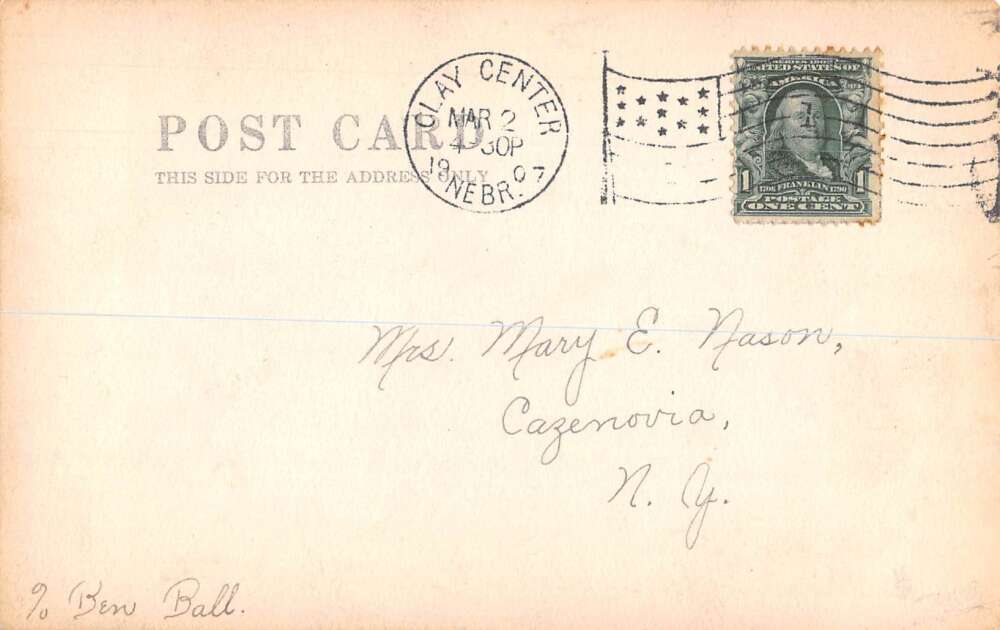 POST CARD
THIS SIDE FOR THE ADDRESS ONLY
CLAY CENTER
MAR 2
4 30P
1907
NEBR.
SERIES 1902
UNITED STATES OF
AMERICA
1 1
1706 FRANKLIN 1790
POSTAGE
ONE CENT
Mrs. Mary E. Nason,
Cazenovia,
N. Y.
% Ben Ball.